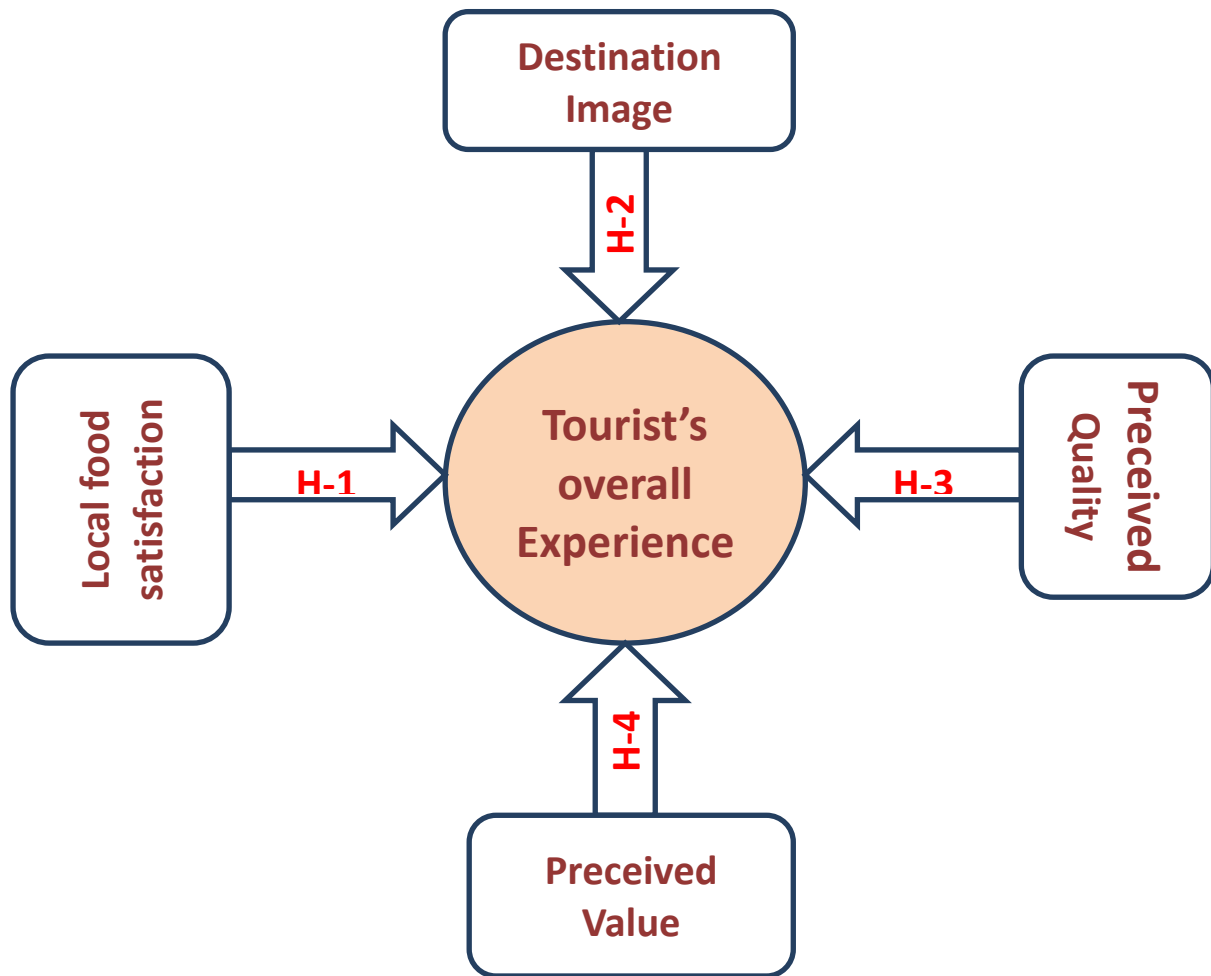 Destination
Image
H-2
Local food
satisfaction
H-1
Tourist’s
overall
Experience
H-3
Preceived
Quality
H-4
Preceived
Value